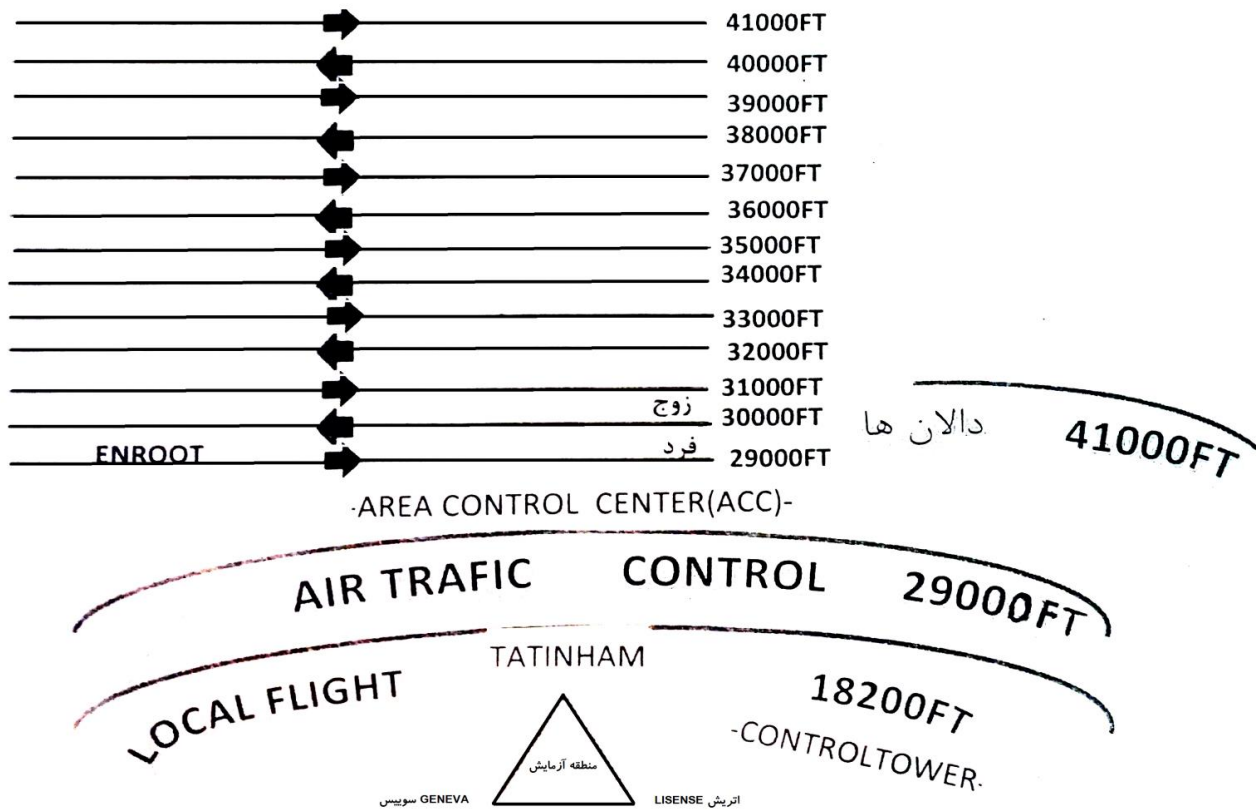 41000FT
40000FT
39000FT
38000FT
37000FT
36000FT
35000FT
34000FT
33000FT
32000FT
31000FT
زوج
30000FT
ENROOT
فرد
29000FT
دالان ها
41000FT
-AREA CONTROL CENTER(ACC)-
AIR TRAFIC CONTROL 29000FT
LOCAL FLIGHT
TATINHAM
18200FT
-CONTROLTOWER-
منطقه آزمایش
GENEVA سوییس
LISENSE اتریش